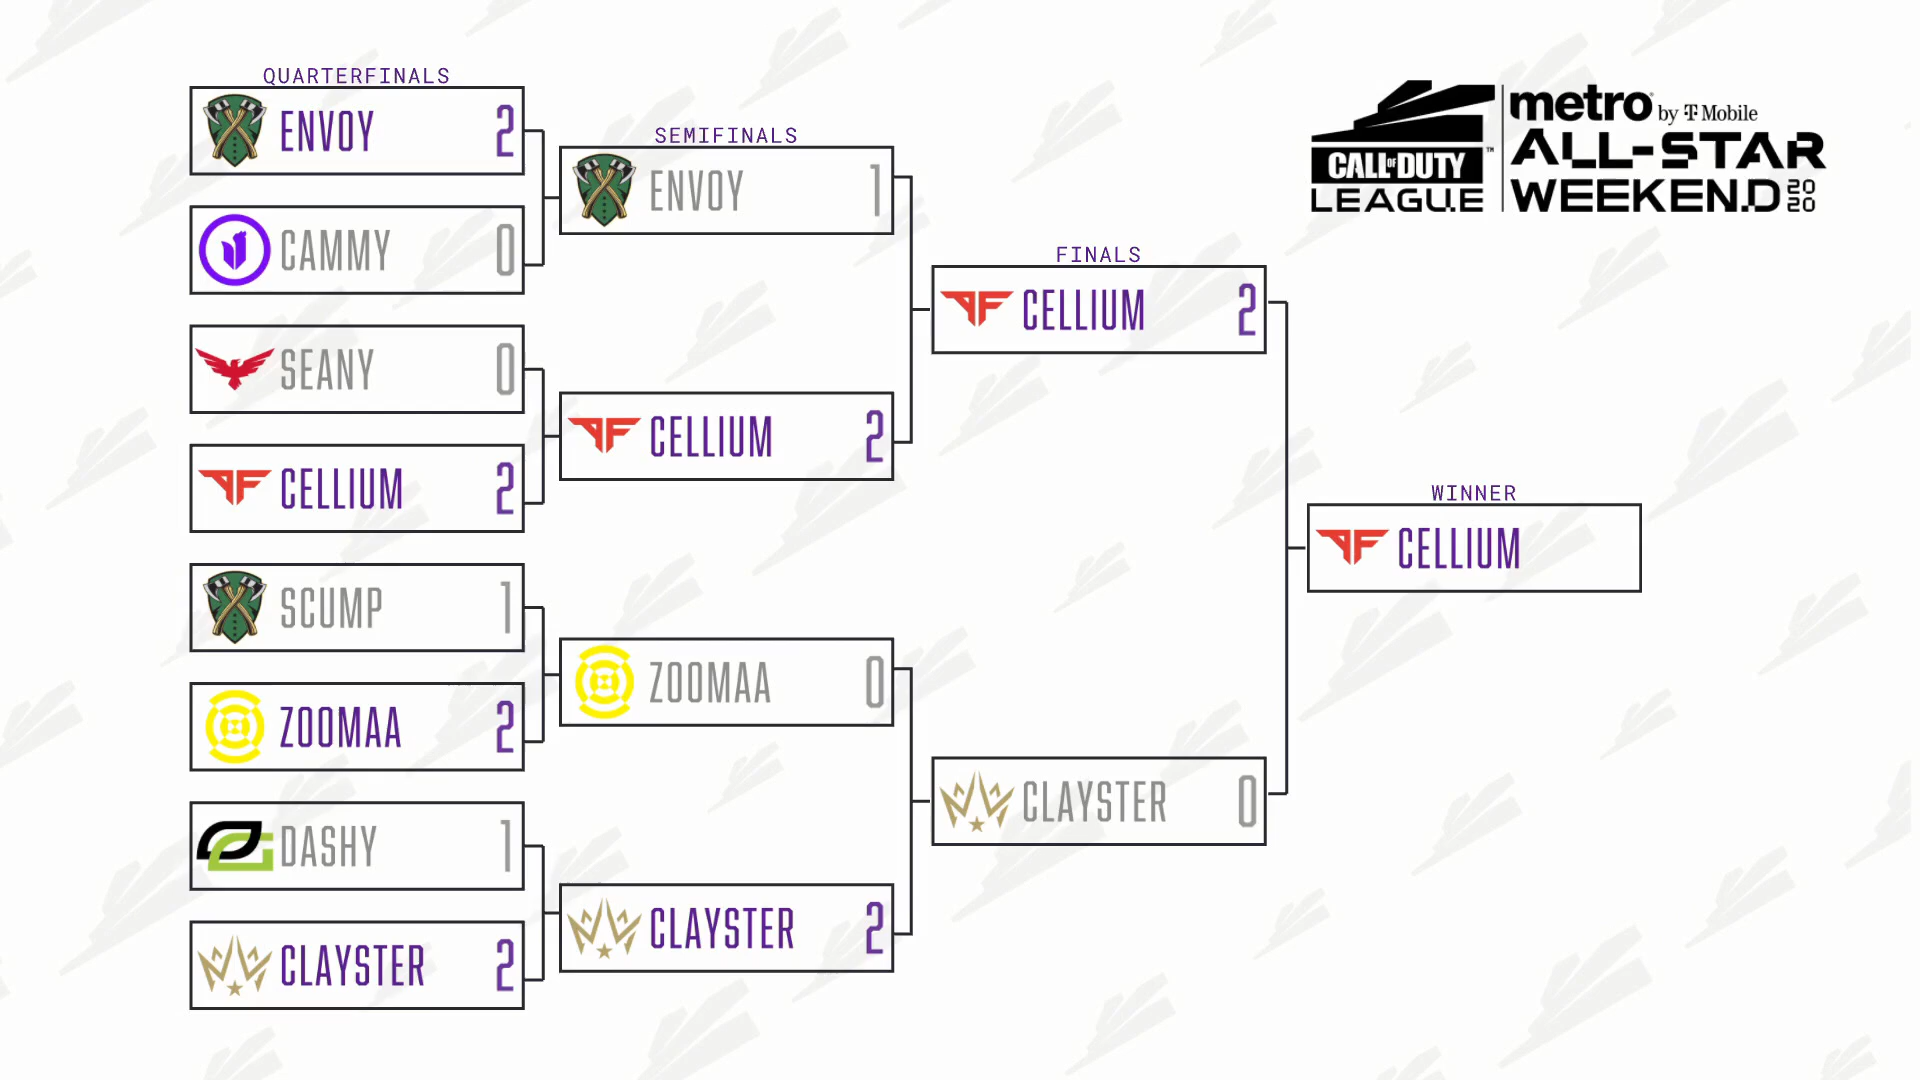 QUARTERFINALS
ENVOY 2
CAMMY 0
SEANY 0
CELLIUM 2
SCUMP 1
ZOOMAA 2
DASHY 1
CLAYSTER 2
SEMIFINALS
ENVOY 1
CELLIUM 2
ZOOMAA 0
CLAYSTER 2
FINALS
CELLIUM 2
CLAYSTER 0
WINNER
CELLIUM
CALL OF DUTY
LEAGUE™
metro by T Mobile
ALL-STAR
WEEKEND 2020